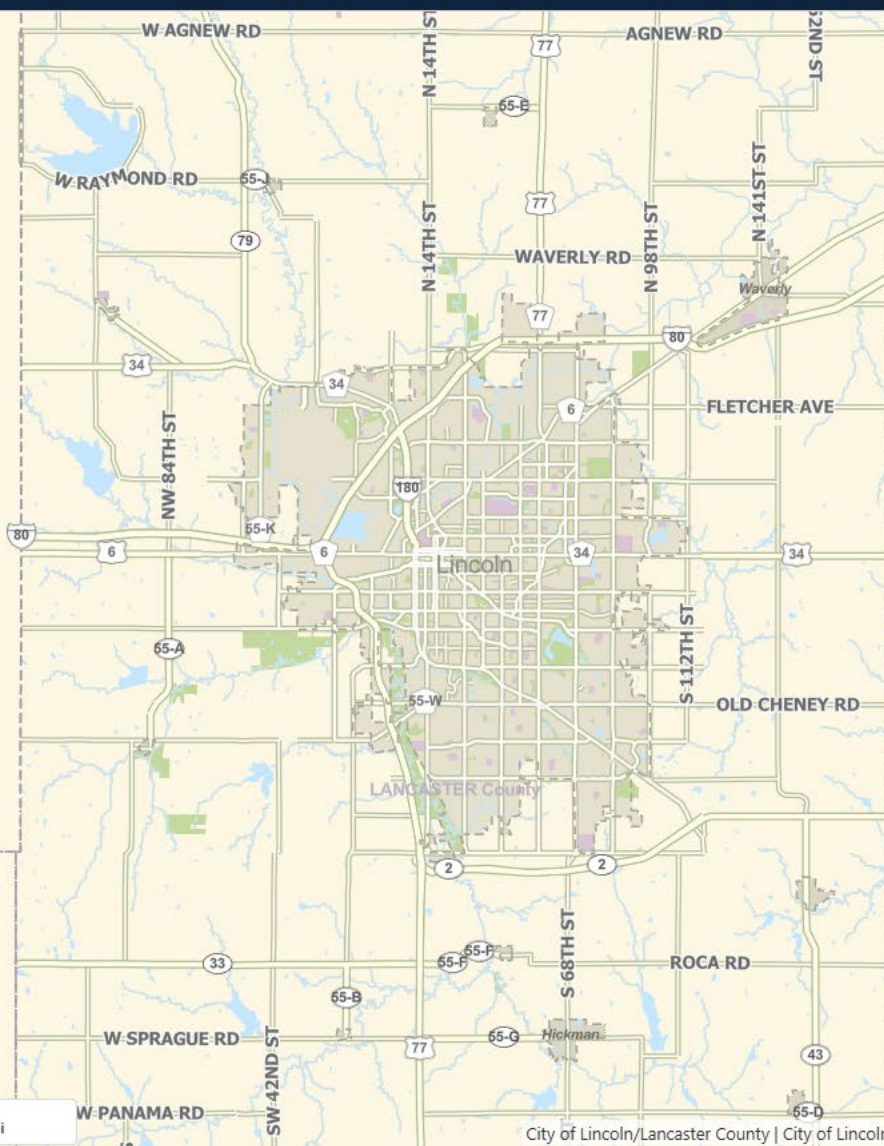 W AGNEW RD
N 14TH ST
77
AGNEW RD
52ND ST
55-E
W RAYMOND RD
55-J
N 141ST ST
77
79
N 14TH ST
WAVERLY RD
N 98TH ST
Waverly
77
80
34
34
6
FLETCHER AVE
NW 84TH ST
180
55-K
80
6
6
Lincoln
34
34
55-A
S 112TH ST
55-W
OLD CHENEY RD
LANCASTER County
2
2
S 68TH ST
55-F
55-F
33
ROCA RD
55-B
W SPRAGUE RD
SW 42ND ST
77
55-G
Hickman
43
W PANAMA RD
55-D
City of Lincoln/Lancaster County | City of Lincoln